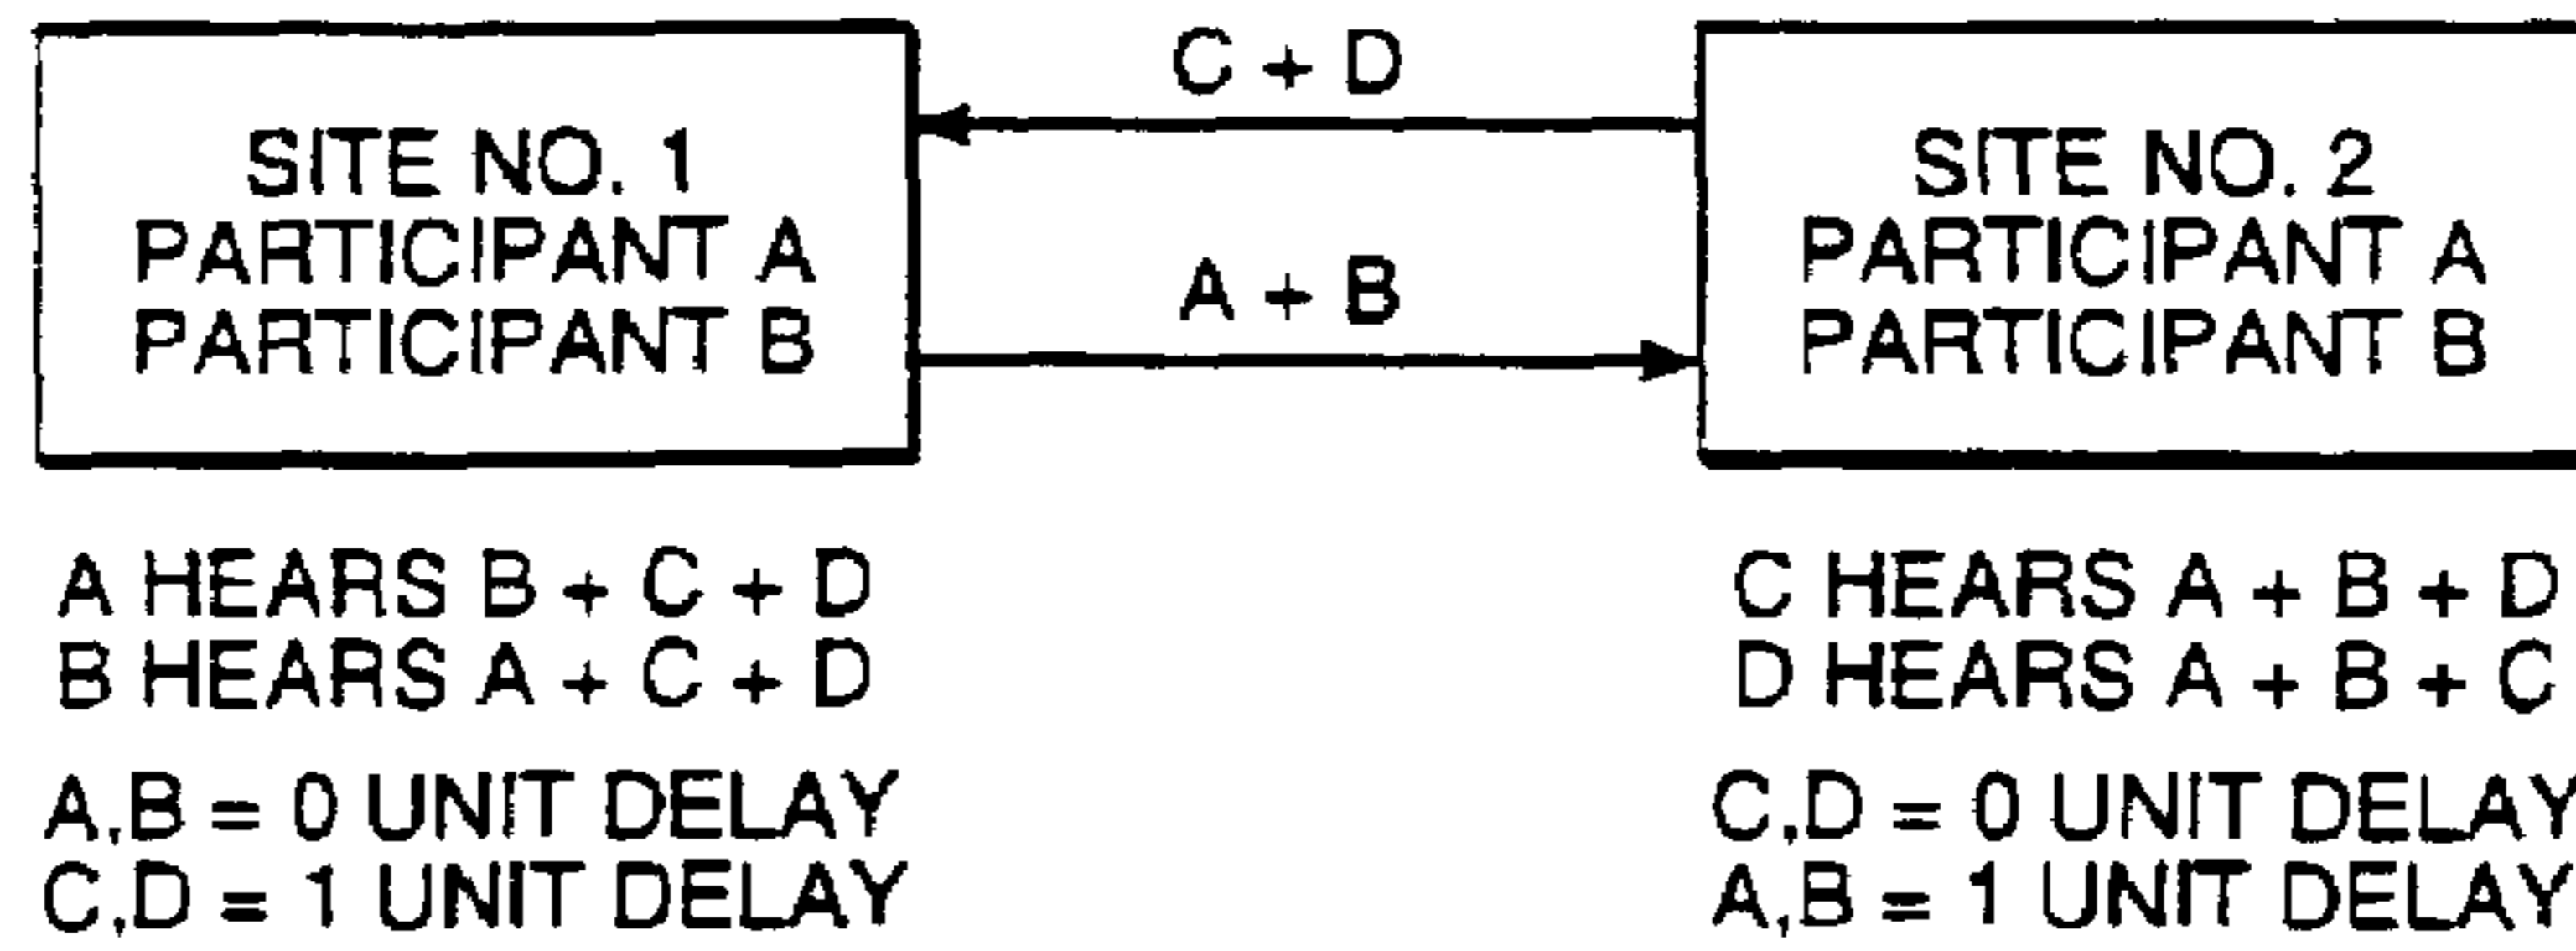 C + D
SITE NO. 1
PARTICIPANT A
PARTICIPANT B
A + B
SITE NO. 2
PARTICIPANT A
PARTICIPANT B
A HEARS B + C + D
B HEARS A + C + D
A,B = 0 UNIT DELAY
C,D = 1 UNIT DELAY
C HEARS A + B + D
D HEARS A + B + C
C,D = 0 UNIT DELAY
A,B = 1 UNIT DELAY